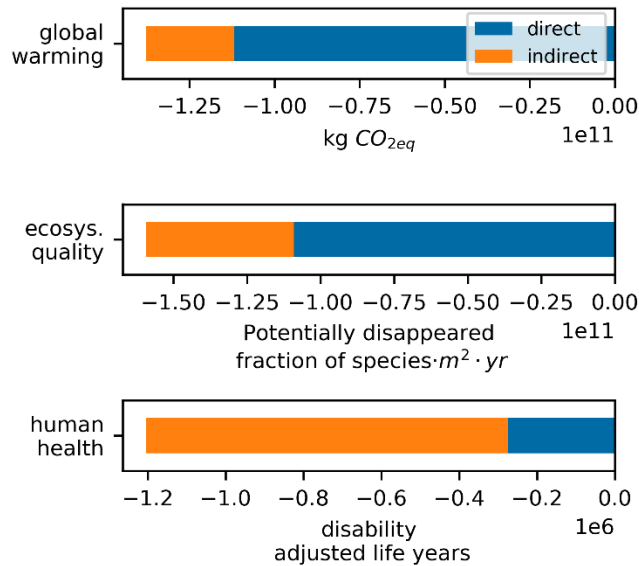 global
warming
direct
indirect
−1.25 −1.00 −0.75 −0.50 −0.25 0.00
kg CO2eq
1e11
ecosys.
quality
−1.50 −1.25 −1.00 −0.75 −0.50 −0.25 0.00
Potentially disappeared
1e11
fraction of species·m² · yr
human
health
−1.2 −1.0 −0.8 −0.6 −0.4 −0.2 0.0
disability
1e6
adjusted life years